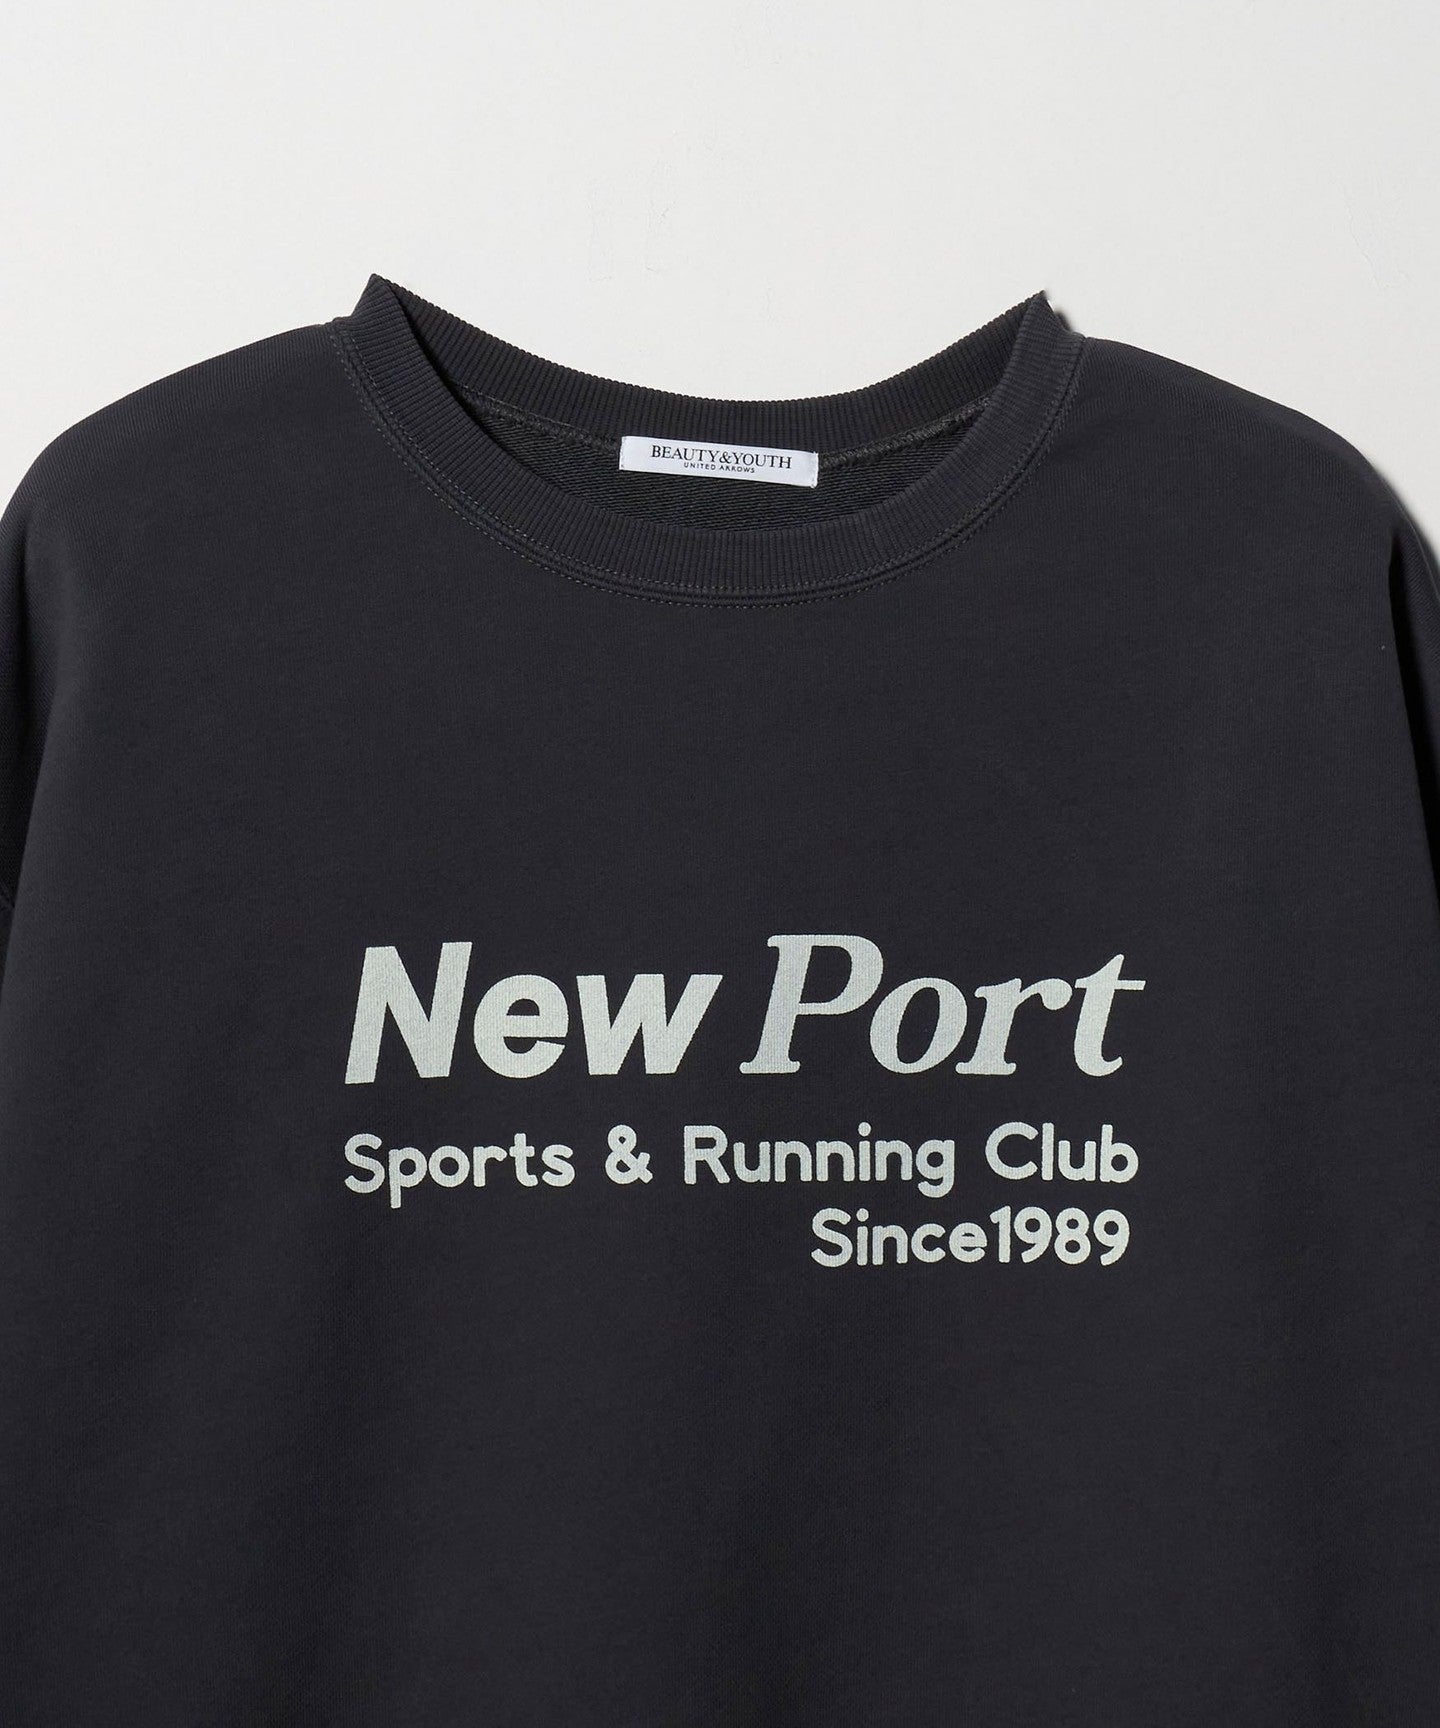 BEAUTY&YOUTH
UNITED ARROWS
New Port
Sports & Running Club
Since1989